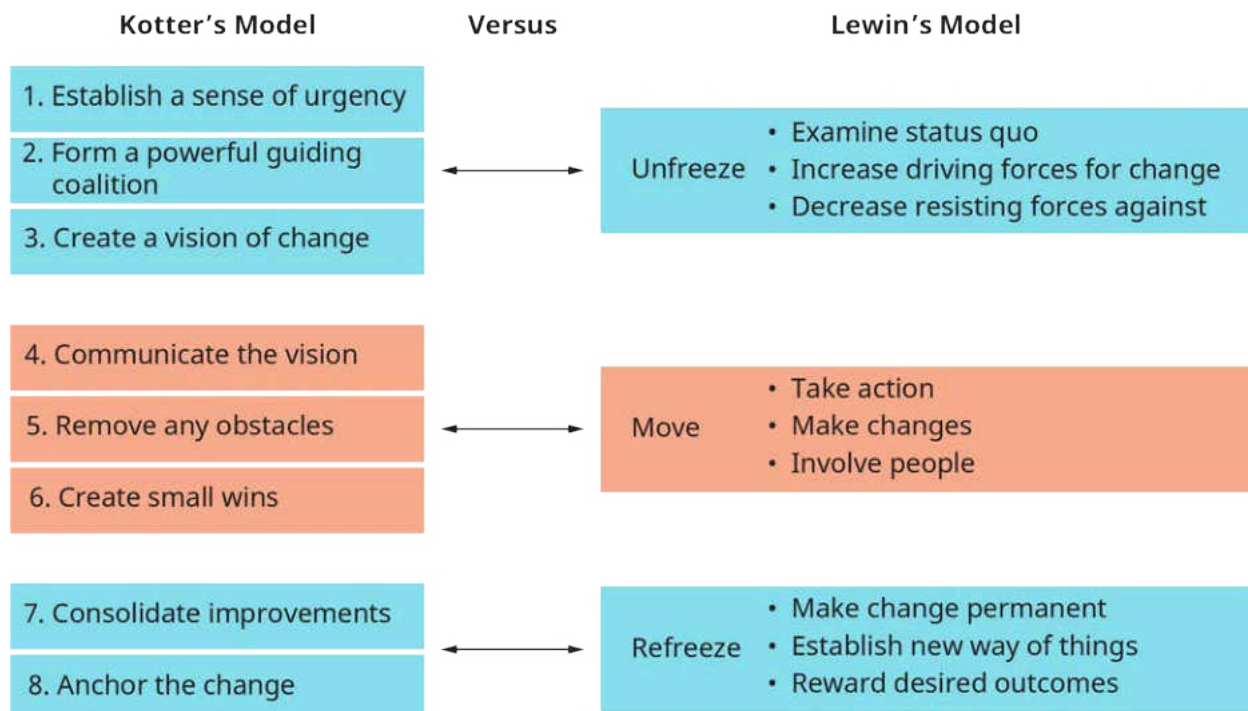 Kotter’s Model
Versus
Lewin’s Model
1. Establish a sense of urgency
2. Form a powerful guiding
coalition
3. Create a vision of change
Unfreeze
• Examine status quo
• Increase driving forces for change
• Decrease resisting forces against
4. Communicate the vision
5. Remove any obstacles
6. Create small wins
Move
• Take action
• Make changes
• Involve people
7. Consolidate improvements
8. Anchor the change
Refreeze
• Make change permanent
• Establish new way of things
• Reward desired outcomes